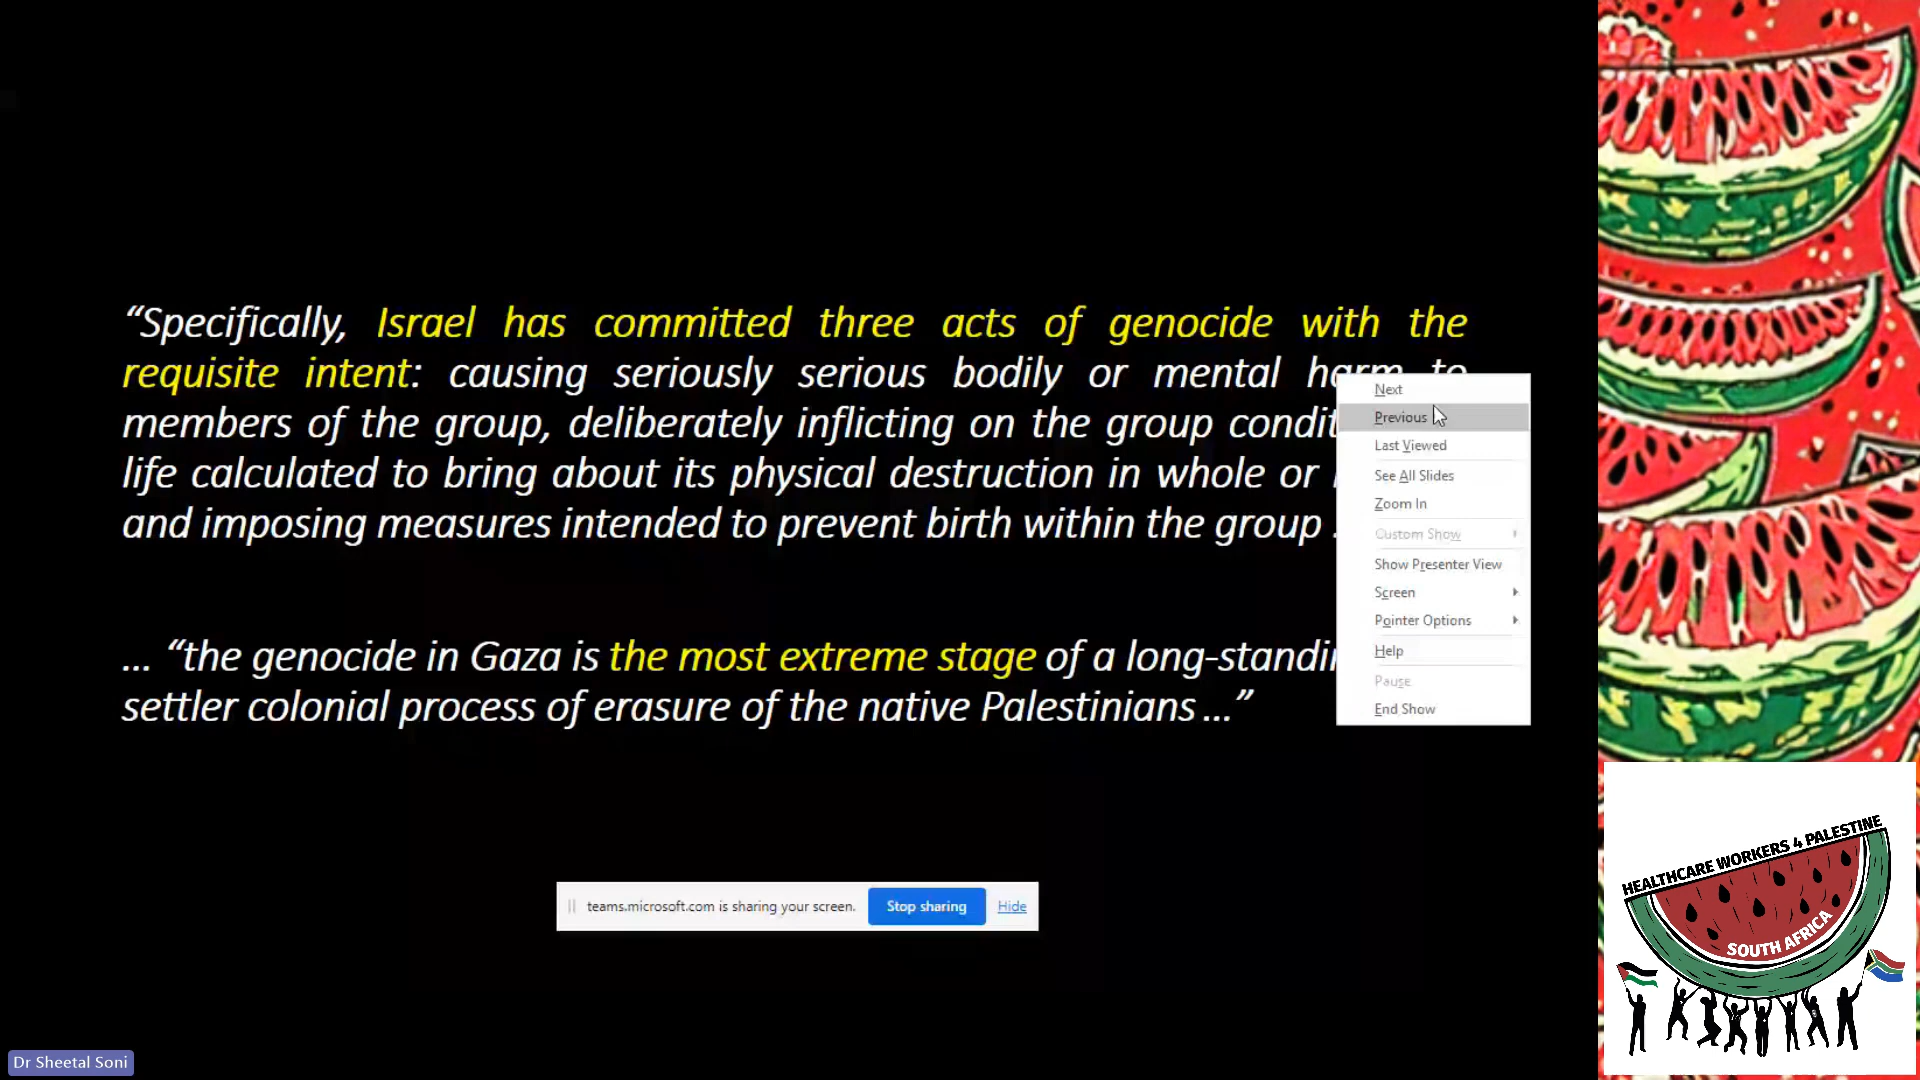 “Specifically, Israel has committed three acts of genocide with the
requisite intent: causing seriously serious bodily or mental harm to
members of the group, deliberately inflicting on the group condit
life calculated to bring about its physical destruction in whole or
and imposing measures intended to prevent birth within the group
... “the genocide in Gaza is the most extreme stage of a long-standin
settler colonial process of erasure of the native Palestinians ...”
Next
Previous
Last Viewed
See All Slides
Zoom In
Custom Show
Show Presenter View
Screen
Pointer Options
Help
Pause
End Show
teams.microsoft.com is sharing your screen. Stop sharing Hide
HEALTHCARE WORKERS 4 PALESTINE
SOUTH AFRICA
Dr Sheetal Soni